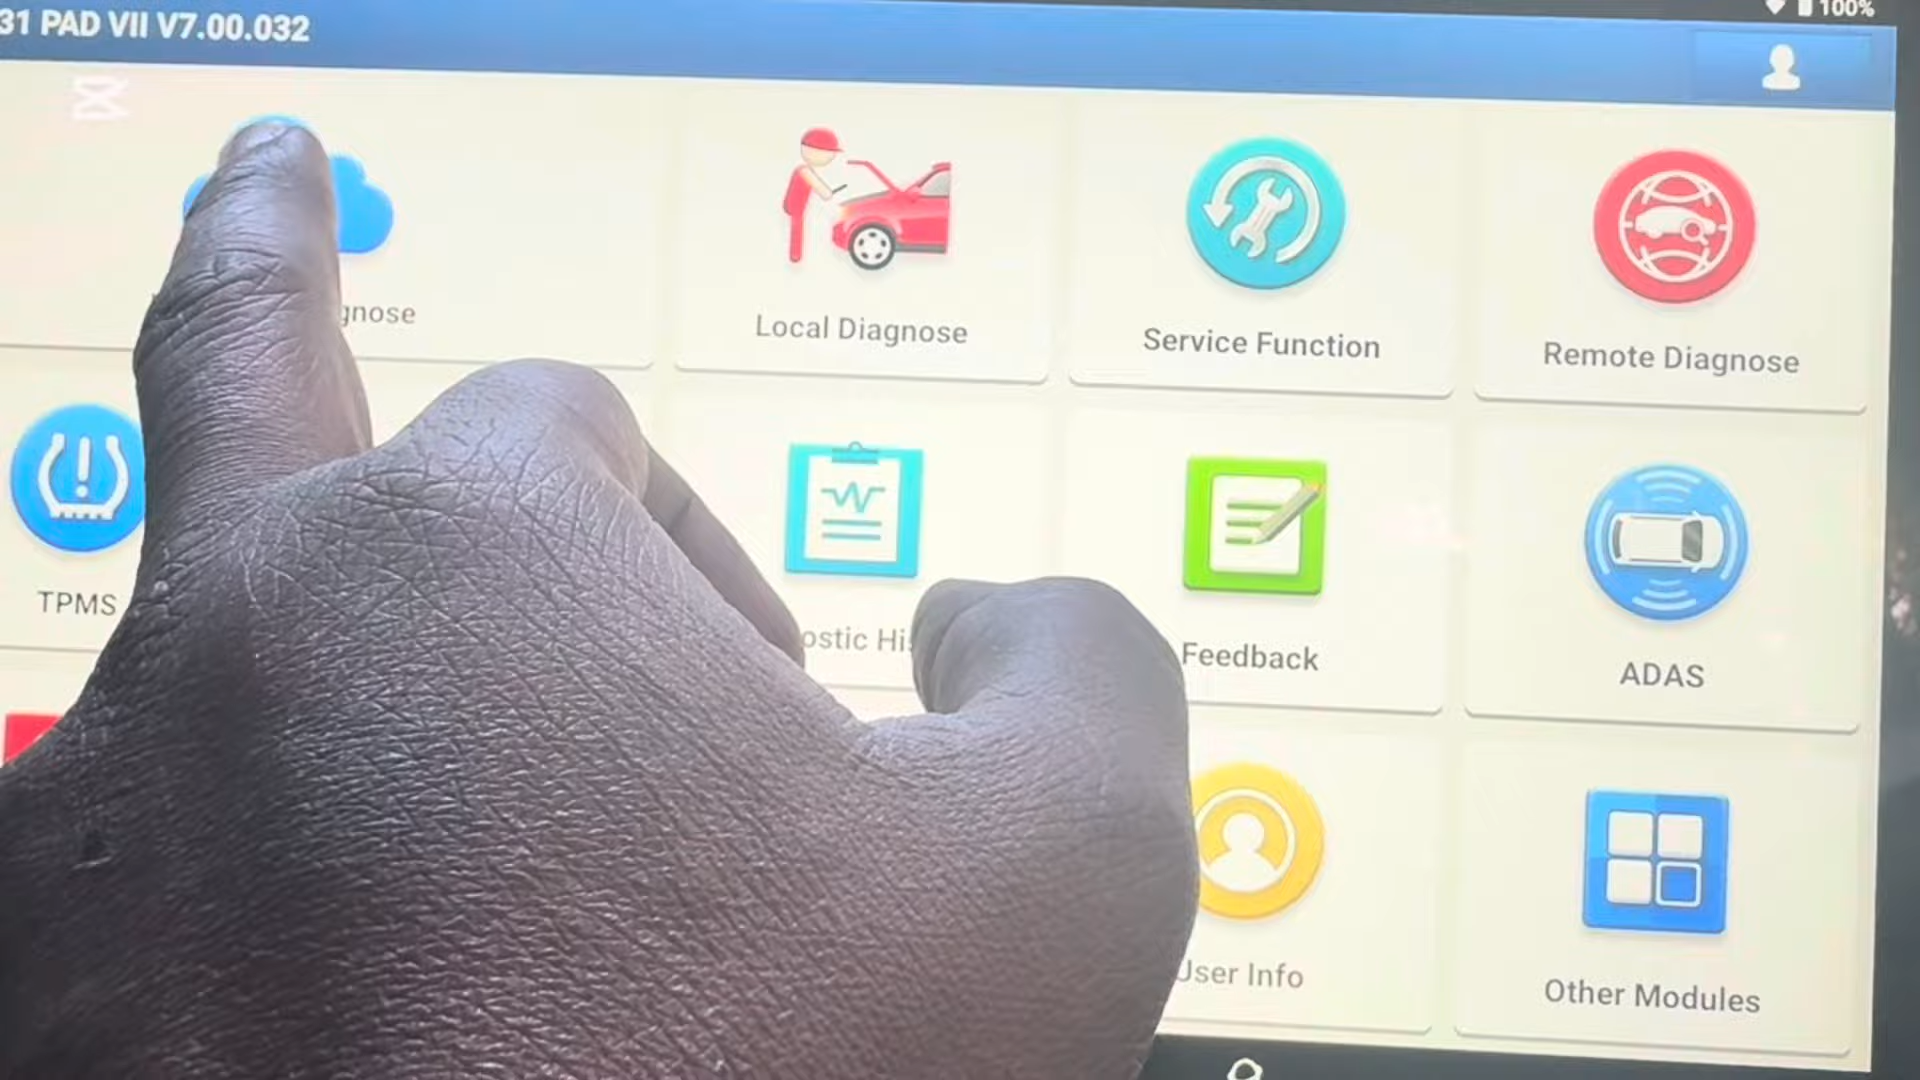 100%
31 PAD VII V7.00.032
gnose
Local Diagnose
Service Function
Remote Diagnose
TPMS
ostic Hi
Feedback
ADAS
User Info
Other Modules